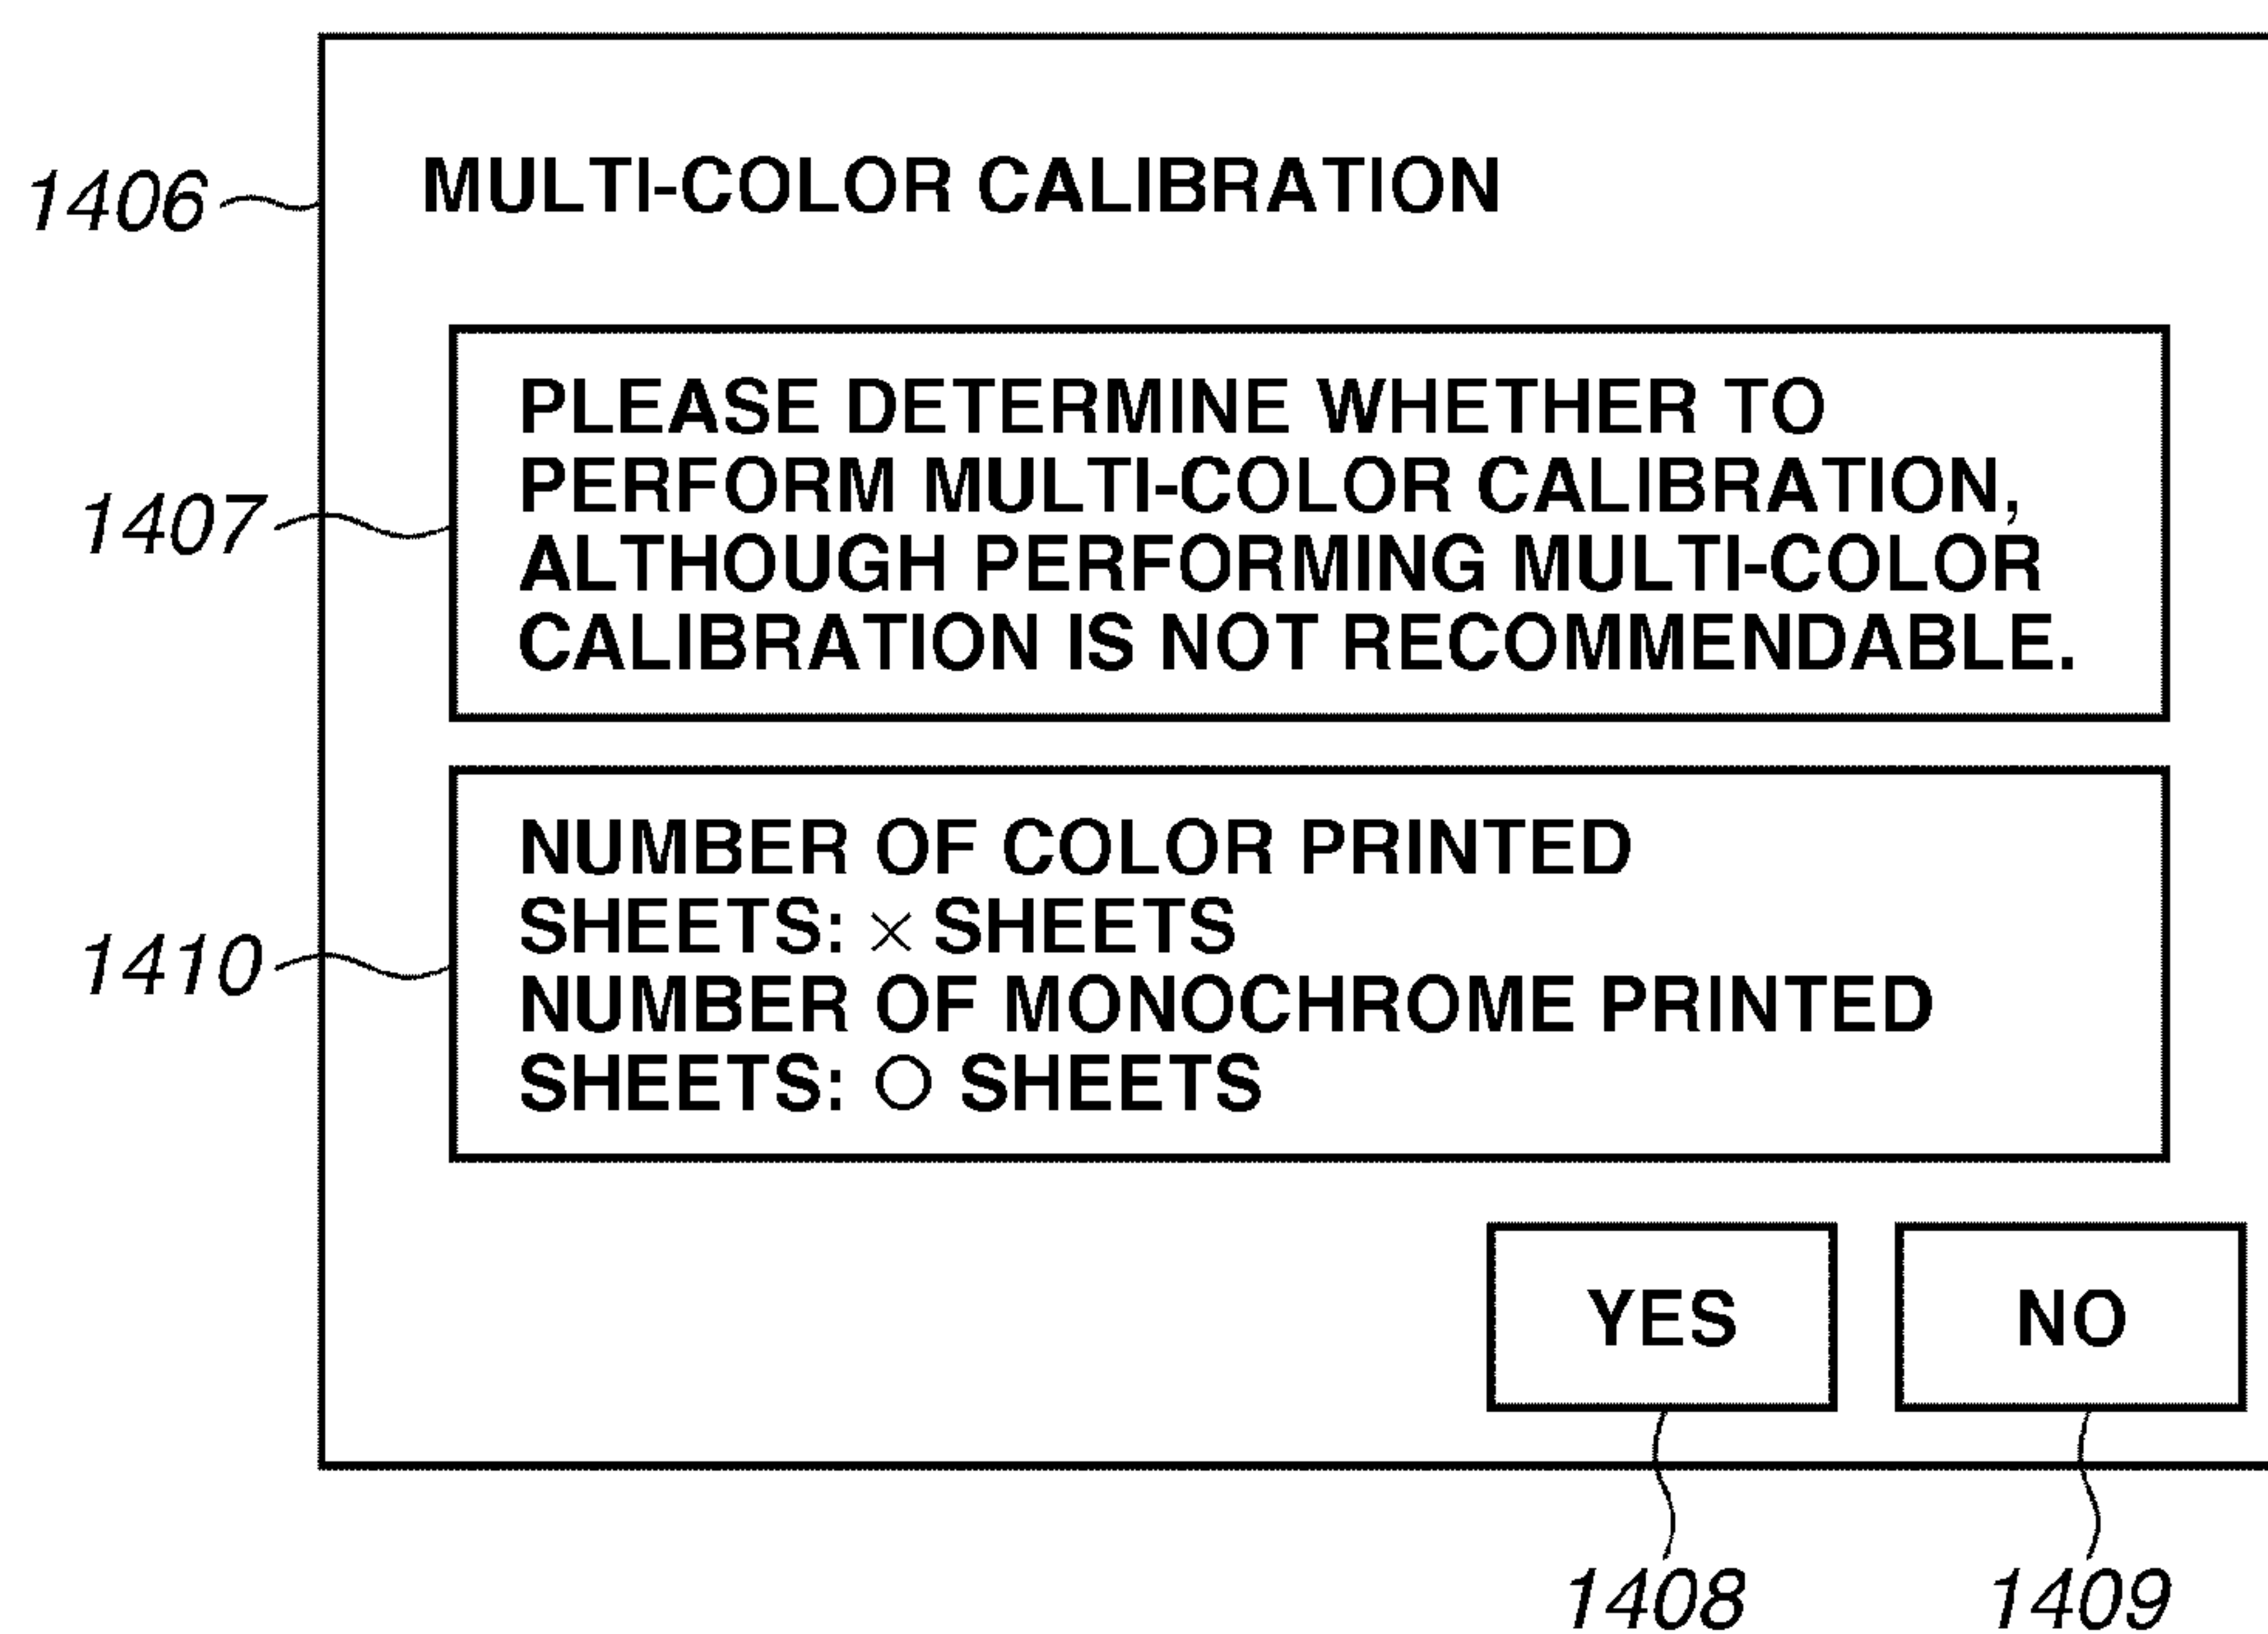 1406
MULTI-COLOR CALIBRATION
1407
PLEASE DETERMINE WHETHER TO
PERFORM MULTI-COLOR CALIBRATION,
ALTHOUGH PERFORMING MULTI-COLOR
CALIBRATION IS NOT RECOMMENDABLE.
1410
NUMBER OF COLOR PRINTED
SHEETS: × SHEETS
NUMBER OF MONOCHROME PRINTED
SHEETS: ○ SHEETS
YES
NO
1408
1409